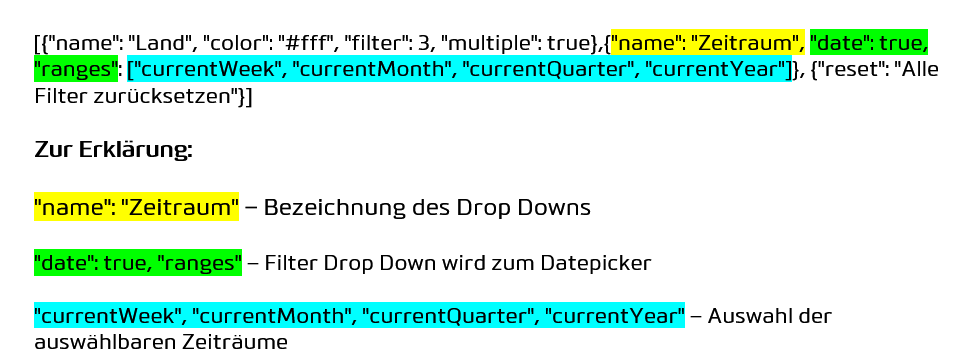 [{"name": "Land", "color": "#fff", "filter": 3, "multiple": true},{"name": "Zeitraum", "date": true,
"ranges": ["currentWeek", "currentMonth", "currentQuarter", "currentYear"]}, {"reset": "Alle
Filter zurücksetzen"}]
Zur Erklärung:
"name": "Zeitraum" – Bezeichnung des Drop Downs
"date": true, "ranges" – Filter Drop Down wird zum Datepicker
"currentWeek", "currentMonth", "currentQuarter", "currentYear" – Auswahl der
auswählbaren Zeiträume